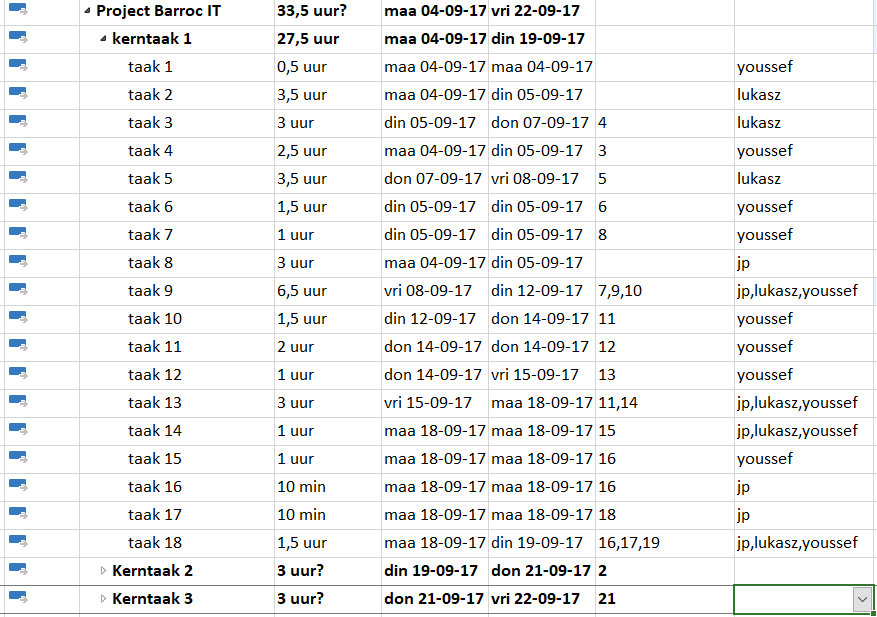 Project Barroc IT 33,5 uur? maa 04-09-17 vri 22-09-17
kerntaak 1 27,5 uur maa 04-09-17 din 19-09-17
taak 1 0,5 uur maa 04-09-17 maa 04-09-17 youssef
taak 2 3,5 uur maa 04-09-17 din 05-09-17 lukasz
taak 3 3 uur din 05-09-17 don 07-09-17 4 lukasz
taak 4 2,5 uur maa 04-09-17 din 05-09-17 3 youssef
taak 5 3,5 uur don 07-09-17 vri 08-09-17 5 lukasz
taak 6 1,5 uur din 05-09-17 din 05-09-17 6 youssef
taak 7 1 uur din 05-09-17 din 05-09-17 8 youssef
taak 8 3 uur maa 04-09-17 din 05-09-17 jp
taak 9 6,5 uur vri 08-09-17 din 12-09-17 7,9,10 jp,lukasz,youssef
taak 10 1,5 uur din 12-09-17 don 14-09-17 11 youssef
taak 11 2 uur don 14-09-17 don 14-09-17 12 youssef
taak 12 1 uur don 14-09-17 vri 15-09-17 13 youssef
taak 13 3 uur vri 15-09-17 maa 18-09-17 11,14 jp,lukasz,youssef
taak 14 1 uur maa 18-09-17 maa 18-09-17 15 jp,lukasz,youssef
taak 15 1 uur maa 18-09-17 maa 18-09-17 16 youssef
taak 16 10 min maa 18-09-17 maa 18-09-17 16 jp
taak 17 10 min maa 18-09-17 maa 18-09-17 18 jp
taak 18 1,5 uur maa 18-09-17 din 19-09-17 16,17,19 jp,lukasz,youssef
Kerntaak 2 3 uur? din 19-09-17 don 21-09-17 2
Kerntaak 3 3 uur? don 21-09-17 vri 22-09-17 21